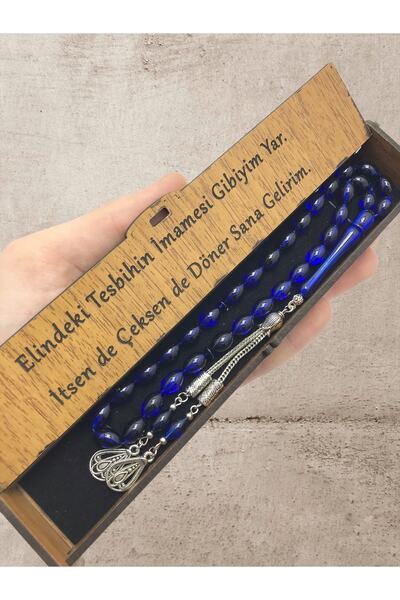 Elindeki Tesbihin İmamesi Gibiyim Yar.
İtsen de Çeksen de Döner Sana Gelirim.